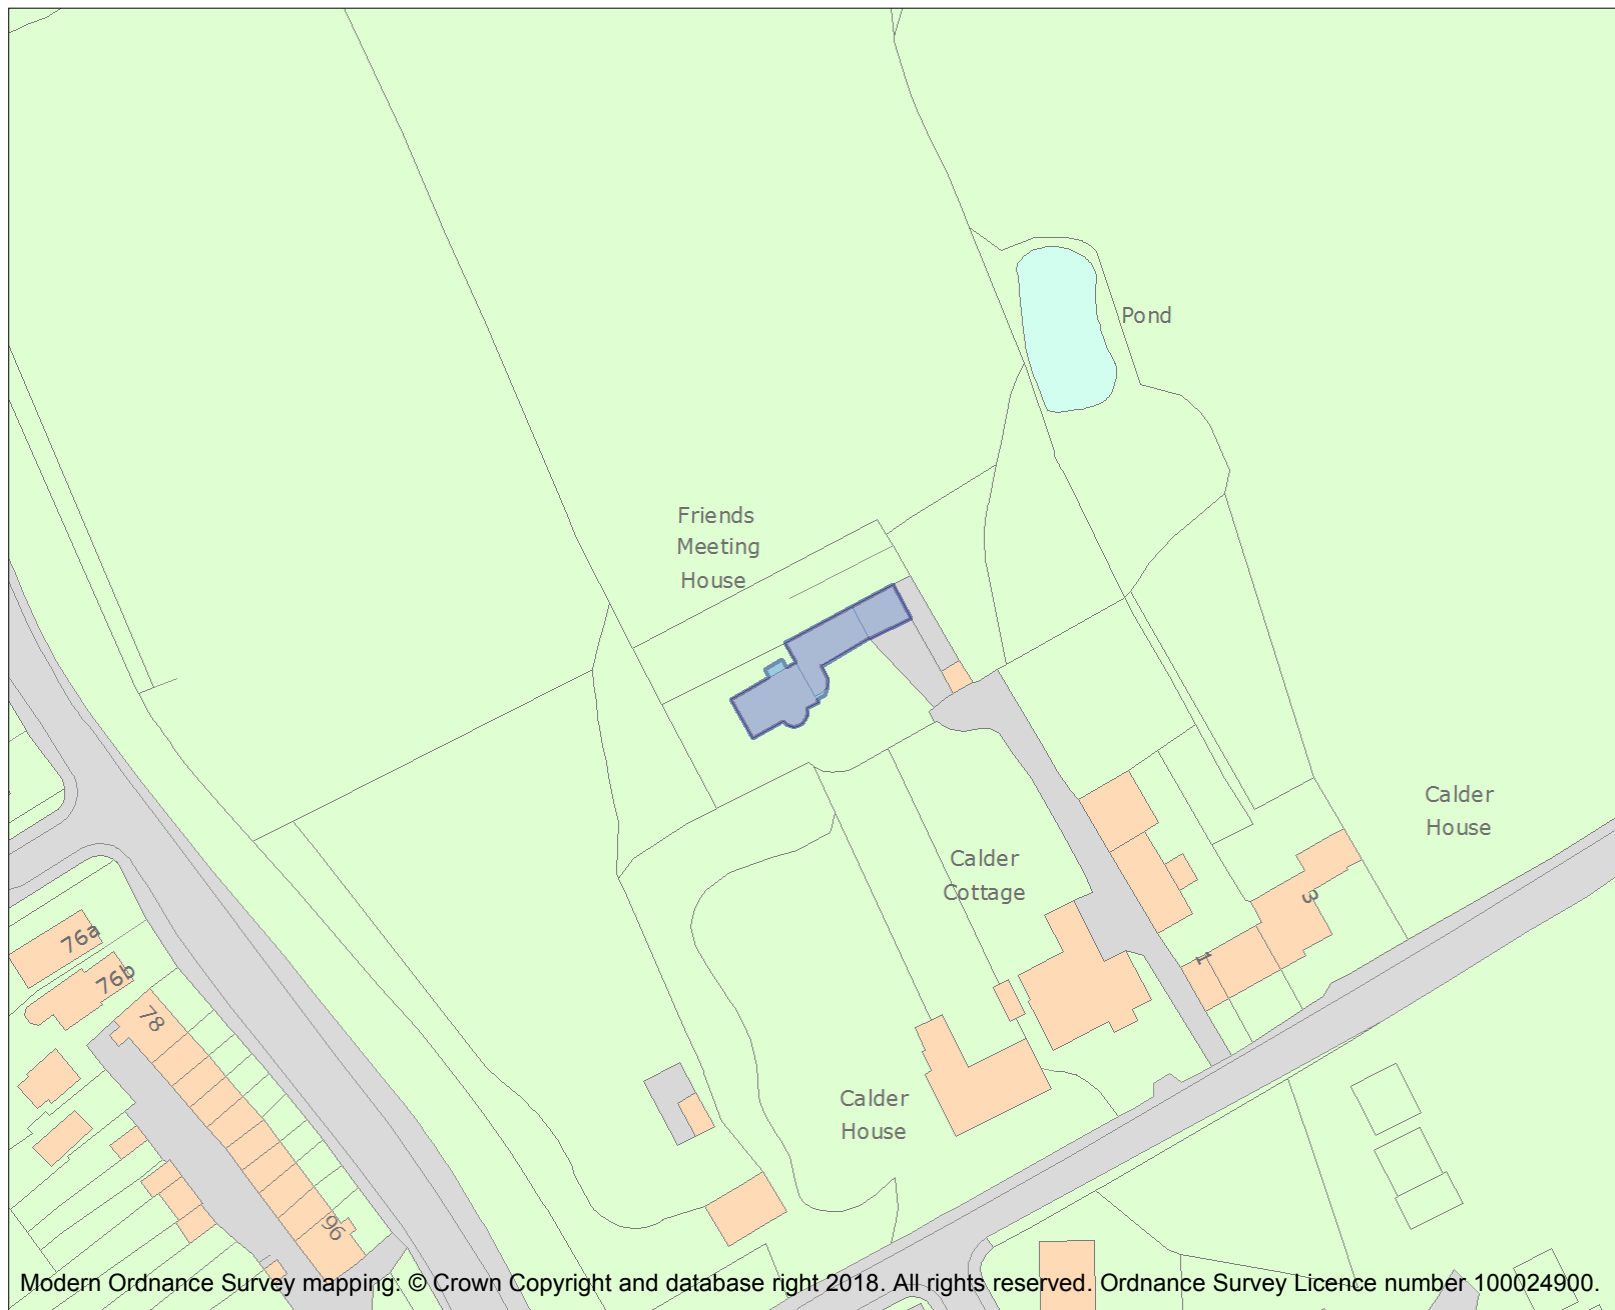 Pond
Friends
Meeting
House
Calder
House
Calder
Cottage
3
1
76a
76b
78
Calder
House
96
Modern Ordnance Survey mapping: © Crown Copyright and database right 2018. All rights reserved. Ordnance Survey Licence number 100024900.